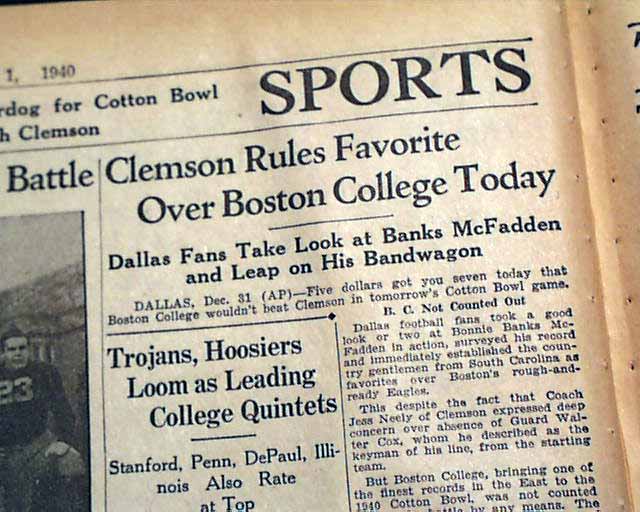 1, 1940
rdog for Cotton Bowl
h Clemson
SPORTS
Battle
Clemson Rules Favorite
Over Boston College Today
Dallas Fans Take Look at Banks McFadden
and Leap on His Bandwagon
DALLAS, Dec. 31 (AP)—Five dollars got you seven today that
Boston College wouldn't beat Clemson in tomorrow's Cotton Bowl game.
B. C. Not Counted Out
Dallas football fans took a good
look or two at Bonnie Banks Mc-
Fadden in action, surveyed his record
and immediately established the coun-
try gentlemen from South Carolina as
favorites over Boston's rough-and-
ready Eagles.
This despite the fact that Coach
Jess Neely of Clemson expressed deep
concern over absence of Guard Wal-
ter Cox, whom he described as the
keyman of his line, from the starting
team.
But Boston College, bringing one of
the finest records in the East to the
1940 Cotton Bowl, was not counted
battle by any means. The
Trojans, Hoosiers
Loom as Leading
College Quintets
Stanford, Penn, DePaul, Illi-
nois Also Rate
at Top
23